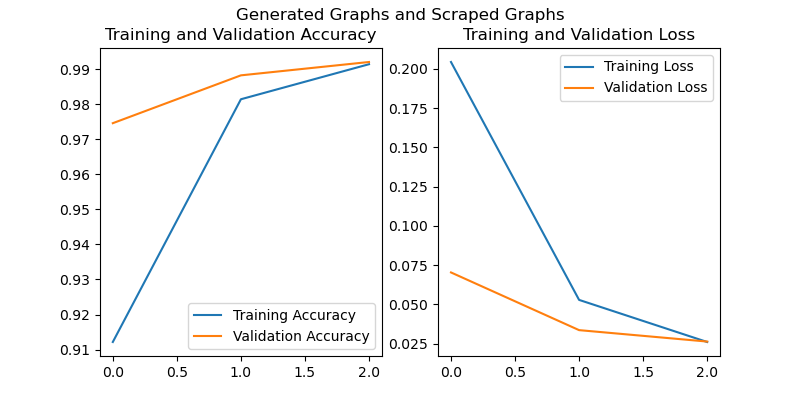 Generated Graphs and Scraped Graphs
Training and Validation Accuracy
0.99
0.98
0.97
0.96
0.95
0.94
0.93
0.92
0.91
Training Accuracy
Validation Accuracy
0.0 0.5 1.0 1.5 2.0
Training and Validation Loss
0.200
0.175
0.150
0.125
0.100
0.075
0.050
0.025
Training Loss
Validation Loss
0.0 0.5 1.0 1.5 2.0